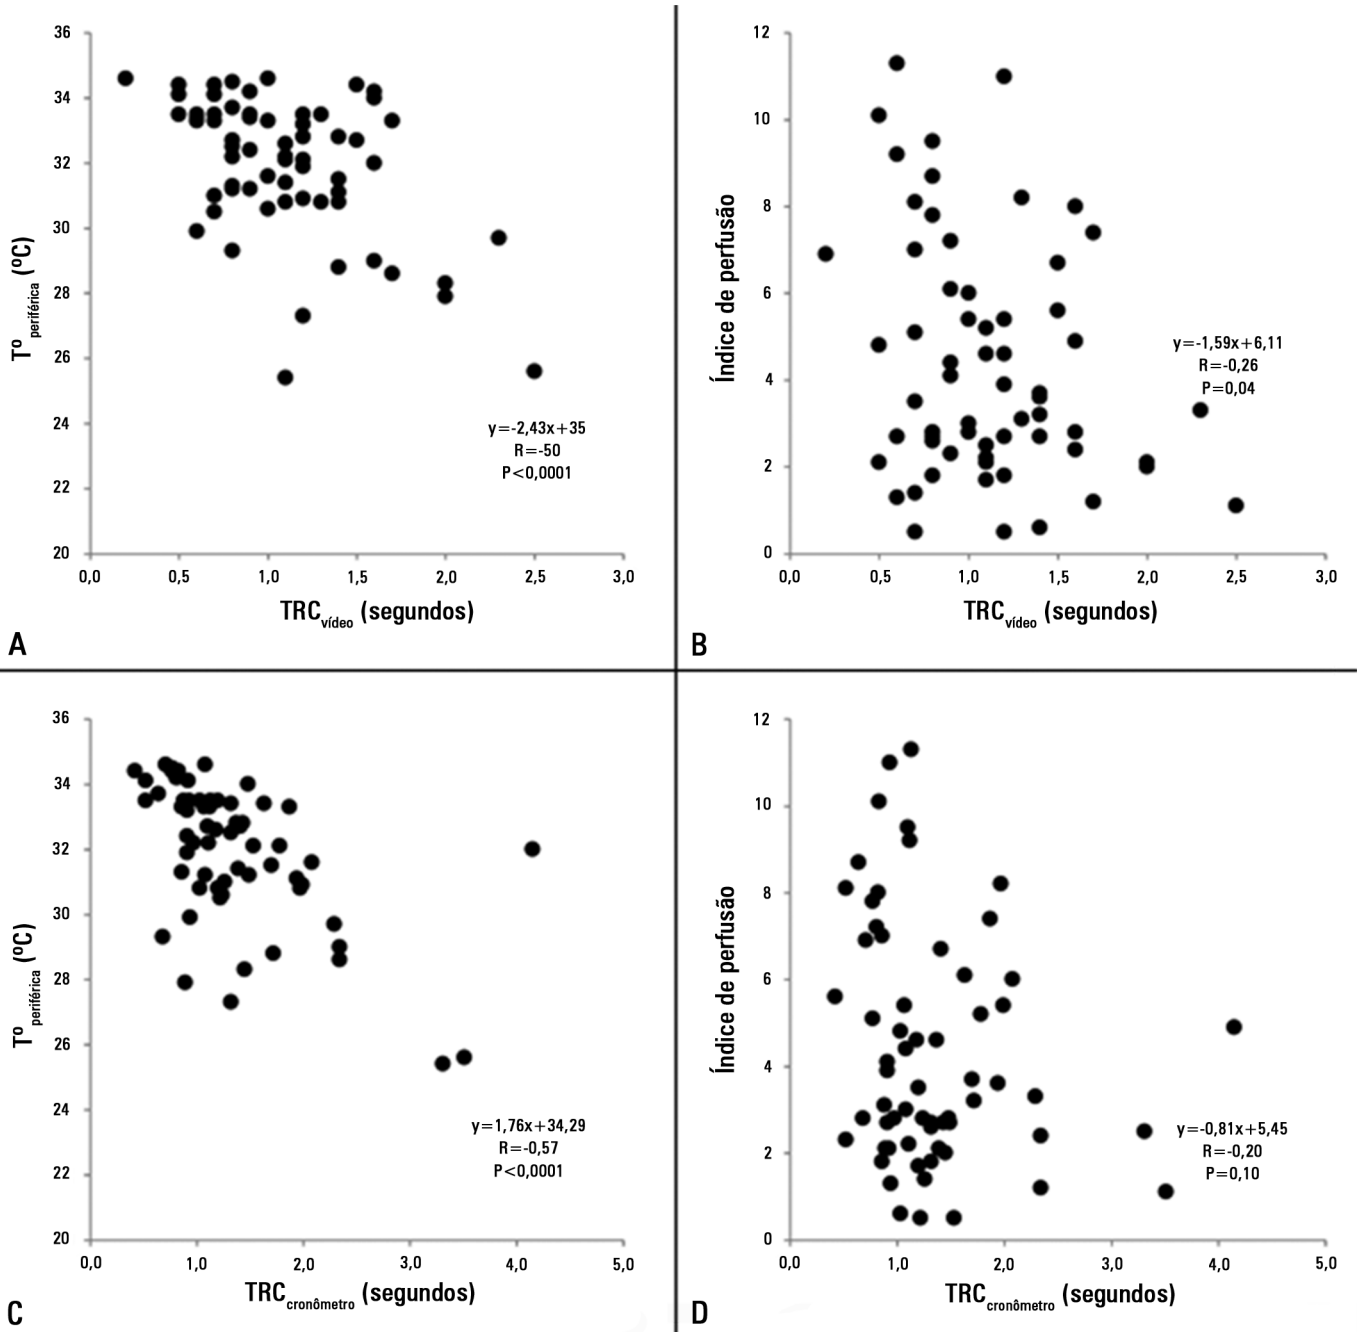 36
34
32
30
28
26
24
22
20
Tº periférica (ºC)
0,0 0,5 1,0 1,5 2,0 2,5 3,0
TRCvídeo (segundos)
y=-2,43x+35
R=-50
P<0,0001
A
12
10
8
6
4
2
0
Índice de perfusão
0,0 0,5 1,0 1,5 2,0 2,5 3,0
TRCvídeo (segundos)
y=-1,59x+6,11
R=-0,26
P=0,04
B
36
34
32
30
28
26
24
22
20
Tº periférica (ºC)
0,0 1,0 2,0 3,0 4,0 5,0
TRCcronômetro (segundos)
y=1,76x+34,29
R=-0,57
P<0,0001
C
12
10
8
6
4
2
0
Índice de perfusão
0,0 1,0 2,0 3,0 4,0 5,0
TRCcronômetro (segundos)
y=-0,81x+5,45
R=-0,20
P=0,10
D